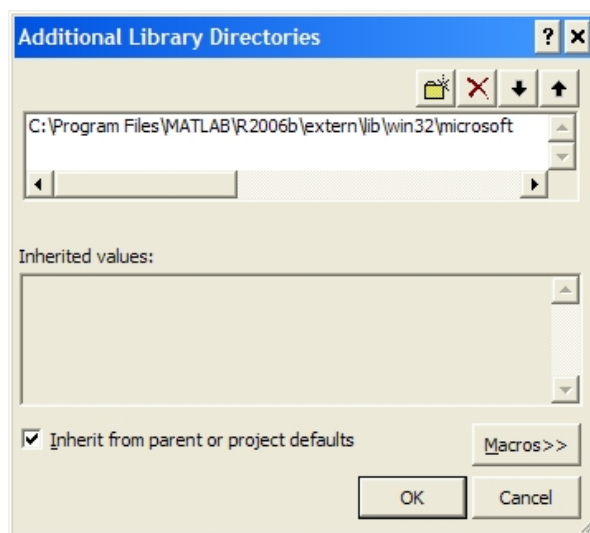 Additional Library Directories
C:\Program Files\MATLAB\R2006b\extern\lib\win32\microsoft
Inherited values:
Inherit from parent or project defaults
Macros>>
OK
Cancel